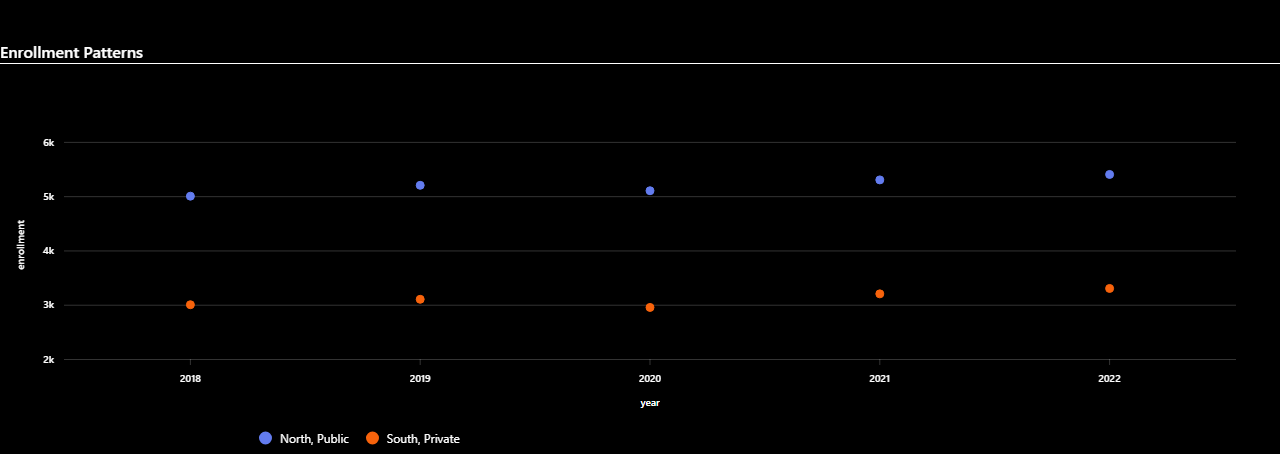 Enrollment Patterns
6k
5k
4k
3k
2k
enrollment
2018 2019 2020 2021 2022
year
North, Public South, Private